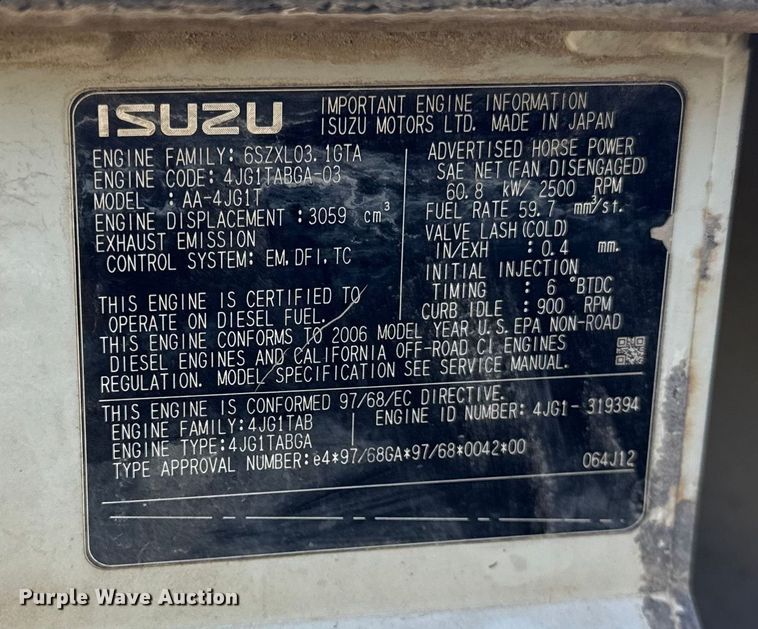 ISUZU
IMPORTANT ENGINE INFORMATION
ISUZU MOTORS LTD. MADE IN JAPAN
ENGINE FAMILY: 6SZXL03.1GTA
ENGINE CODE: 4JG1TABGA-03
MODEL : AA-4JG1T
ENGINE DISPLACEMENT :3059 cm³
EXHAUST EMISSION
CONTROL SYSTEM: EM,DFI,TC
ADVERTISED HORSE POWER
SAE NET(FAN DISENGAGED)
60.8 kW/ 2500 RPM
FUEL RATE 59.7 mm³/st.
VALVE LASH(COLD)
IN/EXH : 0.4 mm.
INITIAL INJECTION
TIMING : 6 °BTDC
CURB IDLE : 900 RPM
THIS ENGINE IS CERTIFIED TO
OPERATE ON DIESEL FUEL.
THIS ENGINE CONFORMS TO 2006 MODEL YEAR U.S.EPA NON-ROAD
DIESEL ENGINES AND CALIFORNIA OFF-ROAD CI ENGINES
REGULATION. MODEL SPECIFICATION SEE SERVICE MANUAL.
THIS ENGINE IS CONFORMED 97/68/EC DIRECTIVE.
ENGINE FAMILY:4JG1TAB
ENGINE ID NUMBER: 4JG1- 319394
ENGINE TYPE:4JG1TABGA
TYPE APPROVAL NUMBER:e4*97/68GA*97/68*0042*00
064J12
Purple Wave Auction